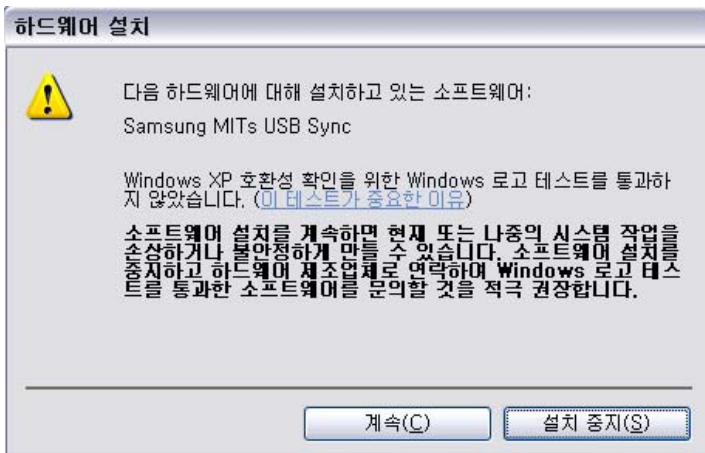 하드웨어 설치
다음 하드웨어에 대해 설치하고 있는 소프트웨어:
Samsung MITs USB Sync
Windows XP 호환성 확인을 위한 Windows 로고 테스트를 통과하
지 않았습니다. (이 테스트가 중요한 이유)
소프트웨어 설치를 계속하면 현재 또는 나중의 시스템 작업을
손상하거나 불안정하게 만들 수 있습니다. 소프트웨어 설치를
중지하고 하드웨어 제조업체로 연락하여 Windows 로고 테스
트를 통과한 소프트웨어를 문의할 것을 적극 권장합니다.
계속(C)
설치 중지(S)